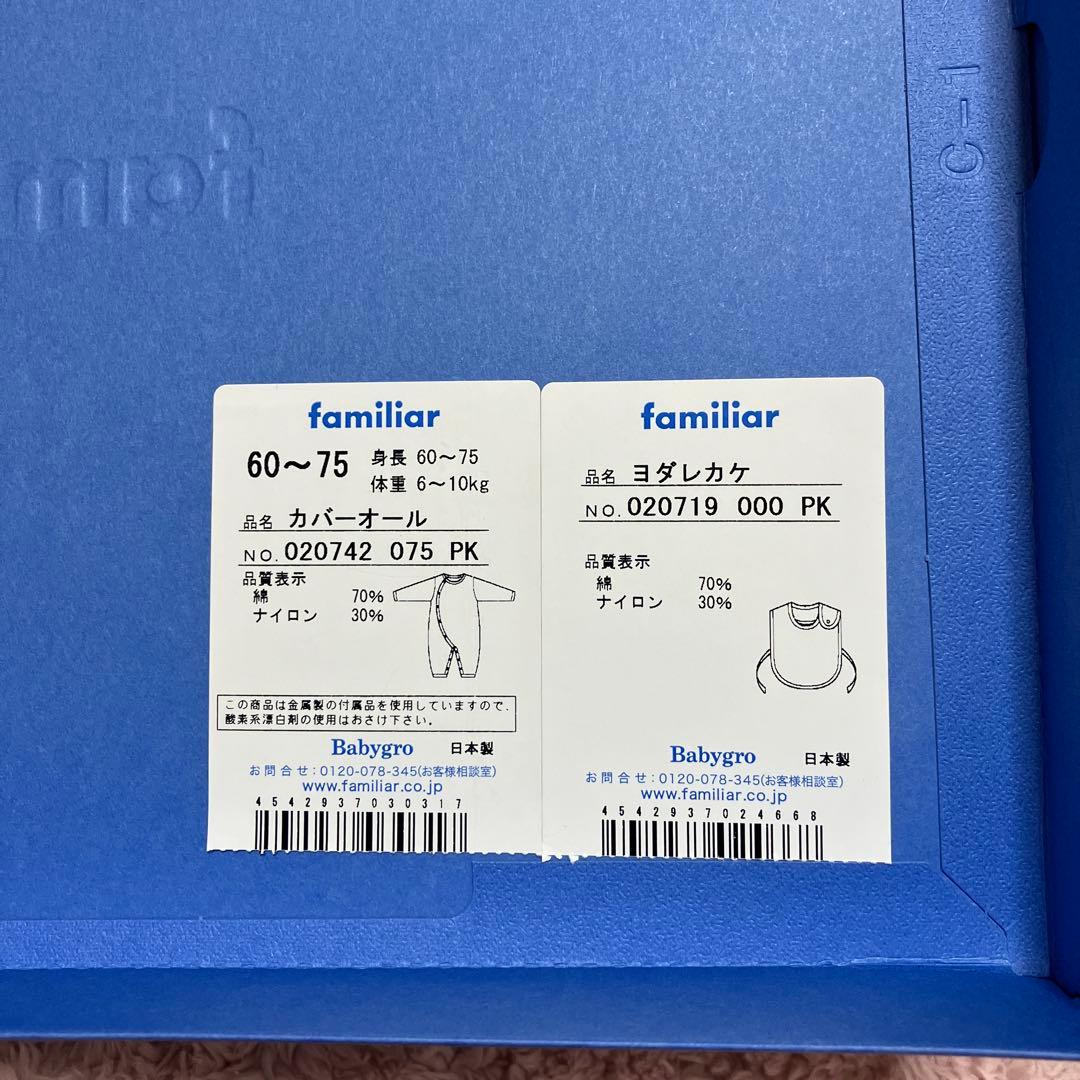 fam
C-1
familiar
60～75 身長 60～75
体重 6～10kg
品名 カバーオール
NO. 020742 075 PK
品質表示
綿 70%
ナイロン 30%
この商品は金属製の付属品を使用していますので、
酸素系漂白剤の使用はおさけ下さい。
Babygro 日本製
お問合せ：0120-078-345(お客様相談室)
www.familiar.co.jp
4542937030317
familiar
品名 ヨダレカケ
NO. 020719 000 PK
品質表示
綿 70%
ナイロン 30%
Babygro 日本製
お問合せ：0120-078-345(お客様相談室)
www.familiar.co.jp
4542937024668